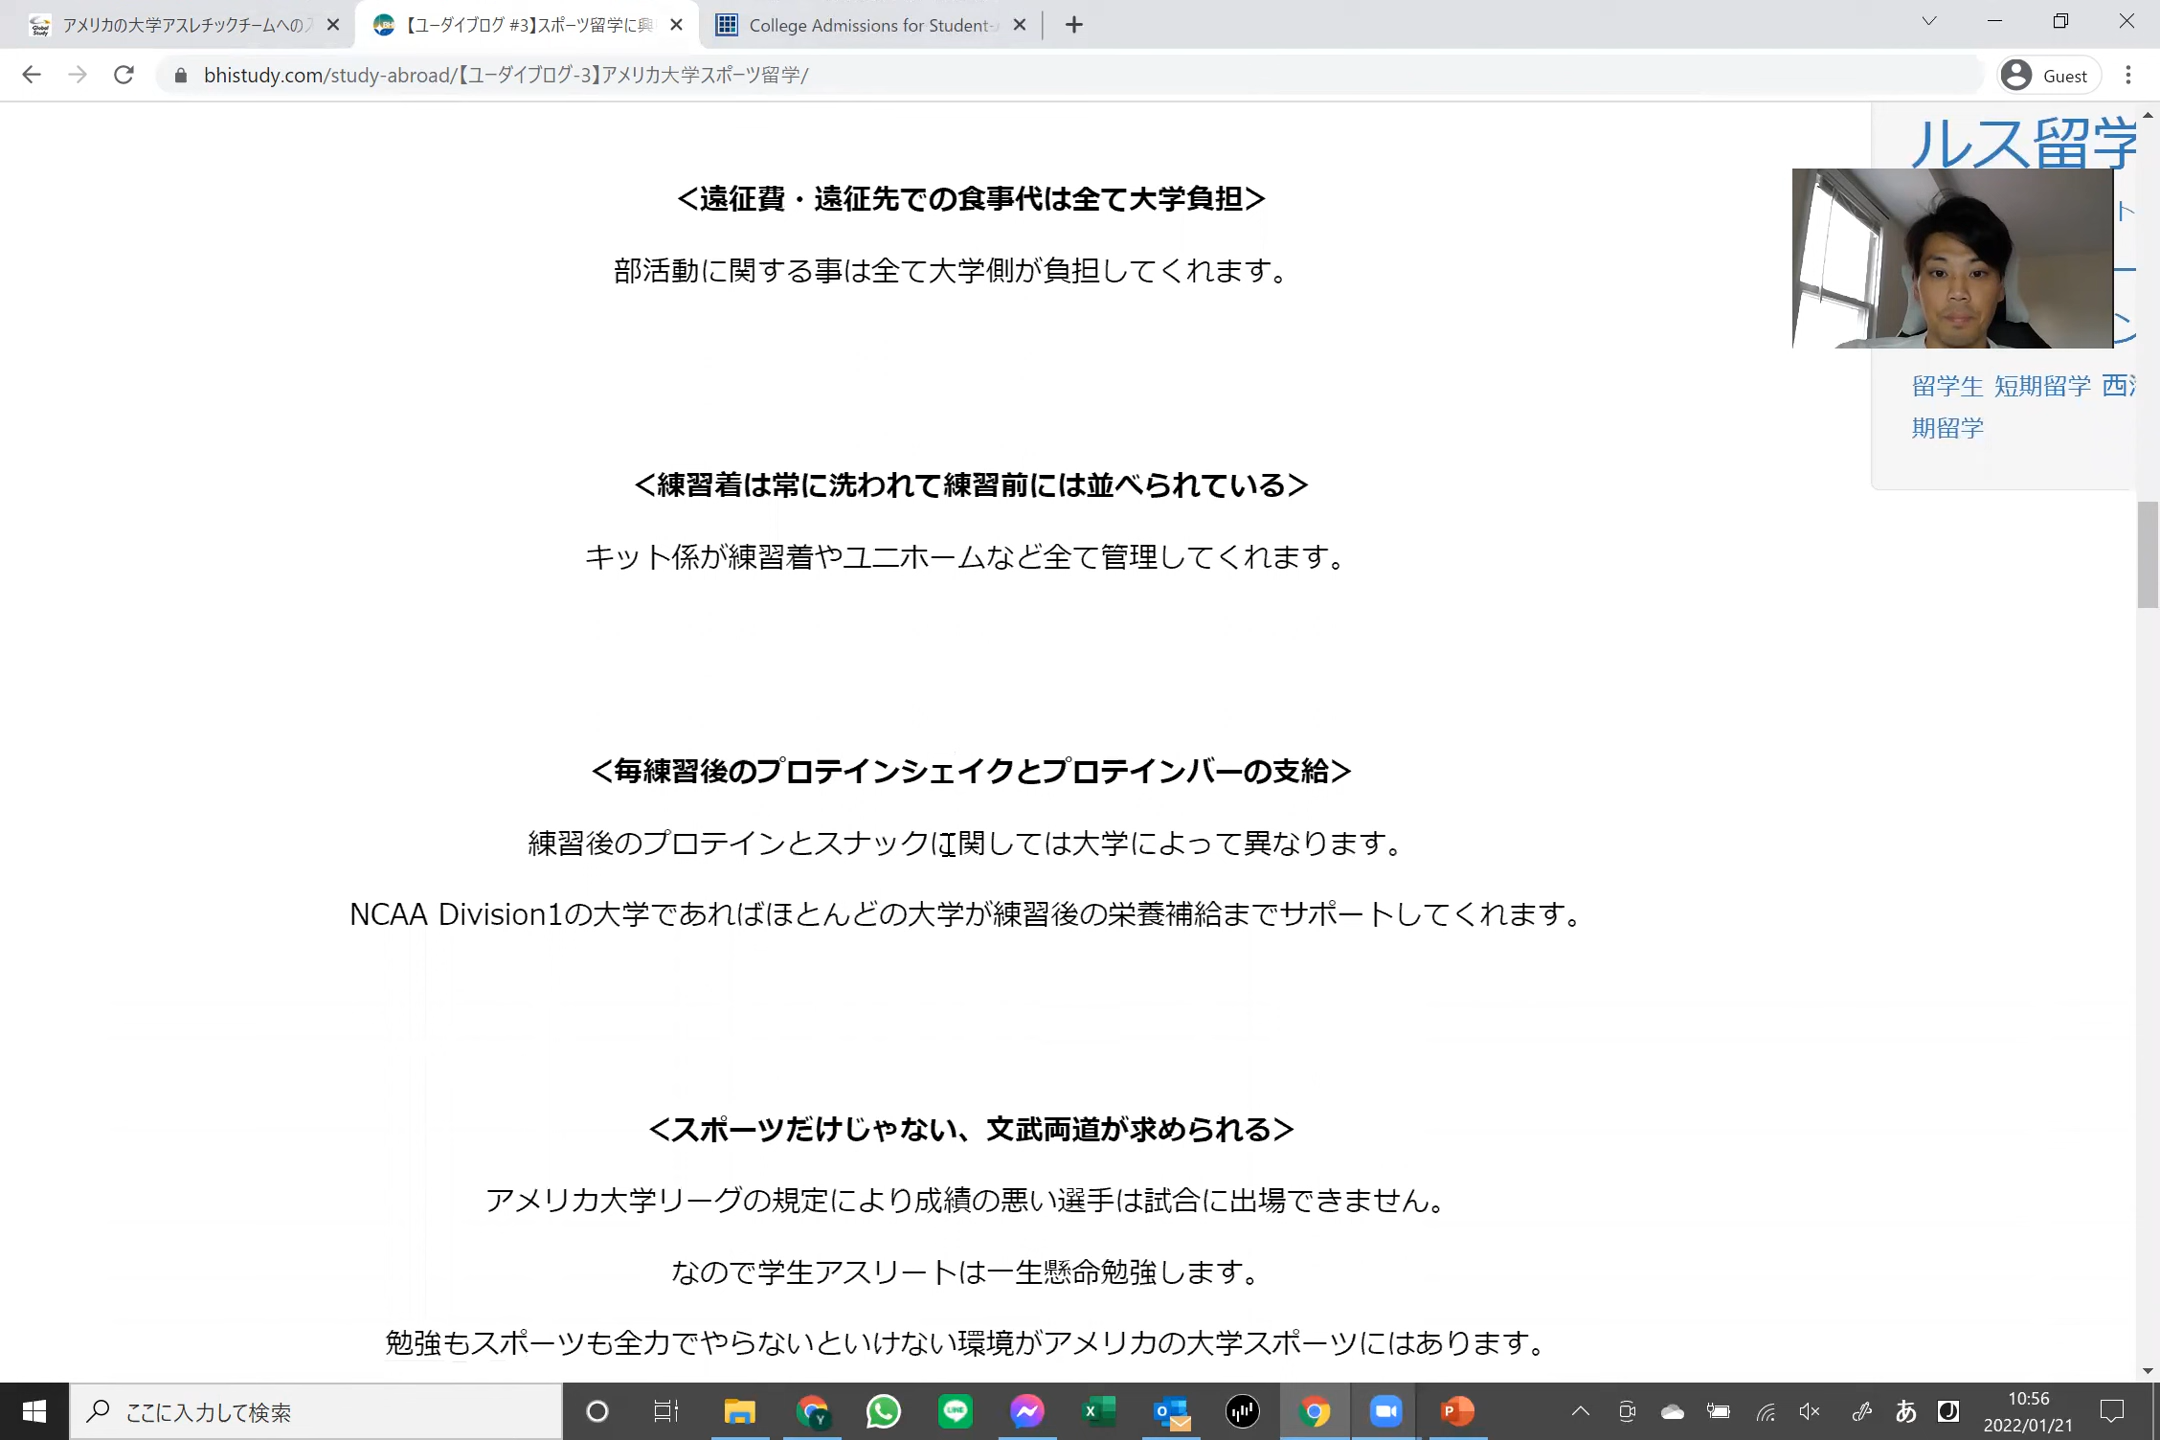 アメリカの大学アスレチックチームへのス
【ユーダイブログ #3】スポーツ留学に興
College Admissions for Student-
bhistudy.com/study-abroad/【ユーダイブログ-3】アメリカ大学スポーツ留学/
Guest
ルス留学
ト
ン
留学生 短期留学 西海
期留学
<遠征費・遠征先での食事代は全て大学負担>
部活動に関する事は全て大学側が負担してくれます。
<練習着は常に洗われて練習前には並べられている>
キット係が練習着やユニホームなど全て管理してくれます。
<毎練習後のプロテインシェイクとプロテインバーの支給>
練習後のプロテインとスナックに関しては大学によって異なります。
NCAA Division1の大学であればほとんどの大学が練習後の栄養補給までサポートしてくれます。
<スポーツだけじゃない、文武両道が求められる>
アメリカ大学リーグの規定により成績の悪い選手は試合に出場できません。
なので学生アスリートは一生懸命勉強します。
勉強もスポーツも全力でやらないといけない環境がアメリカの大学スポーツにはあります。
ここに入力して検索
あ
10:56
2022/01/21